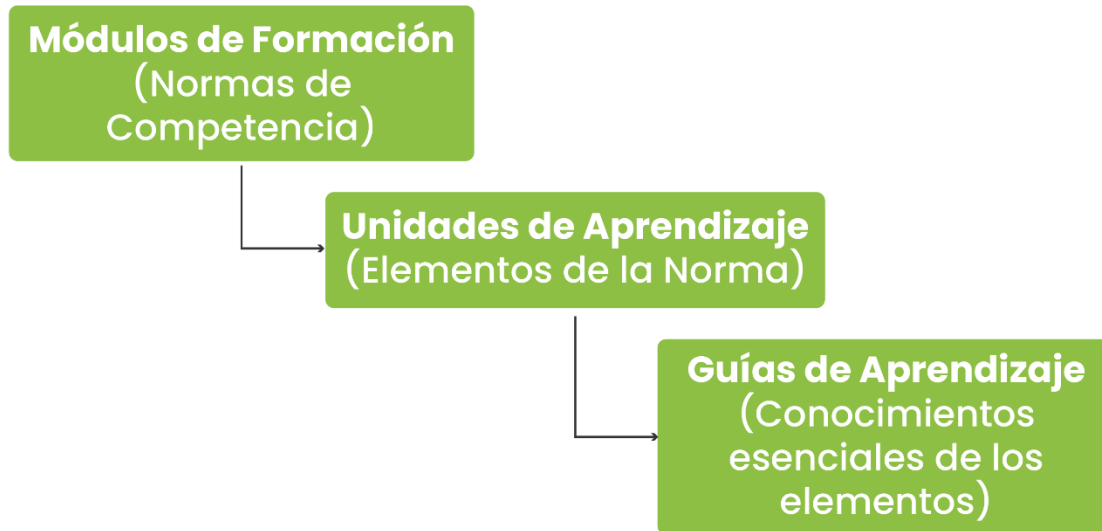 Módulos de Formación
(Normas de
Competencia)
Unidades de Aprendizaje
(Elementos de la Norma)
Guías de Aprendizaje
(Conocimientos
esenciales de los
elementos)